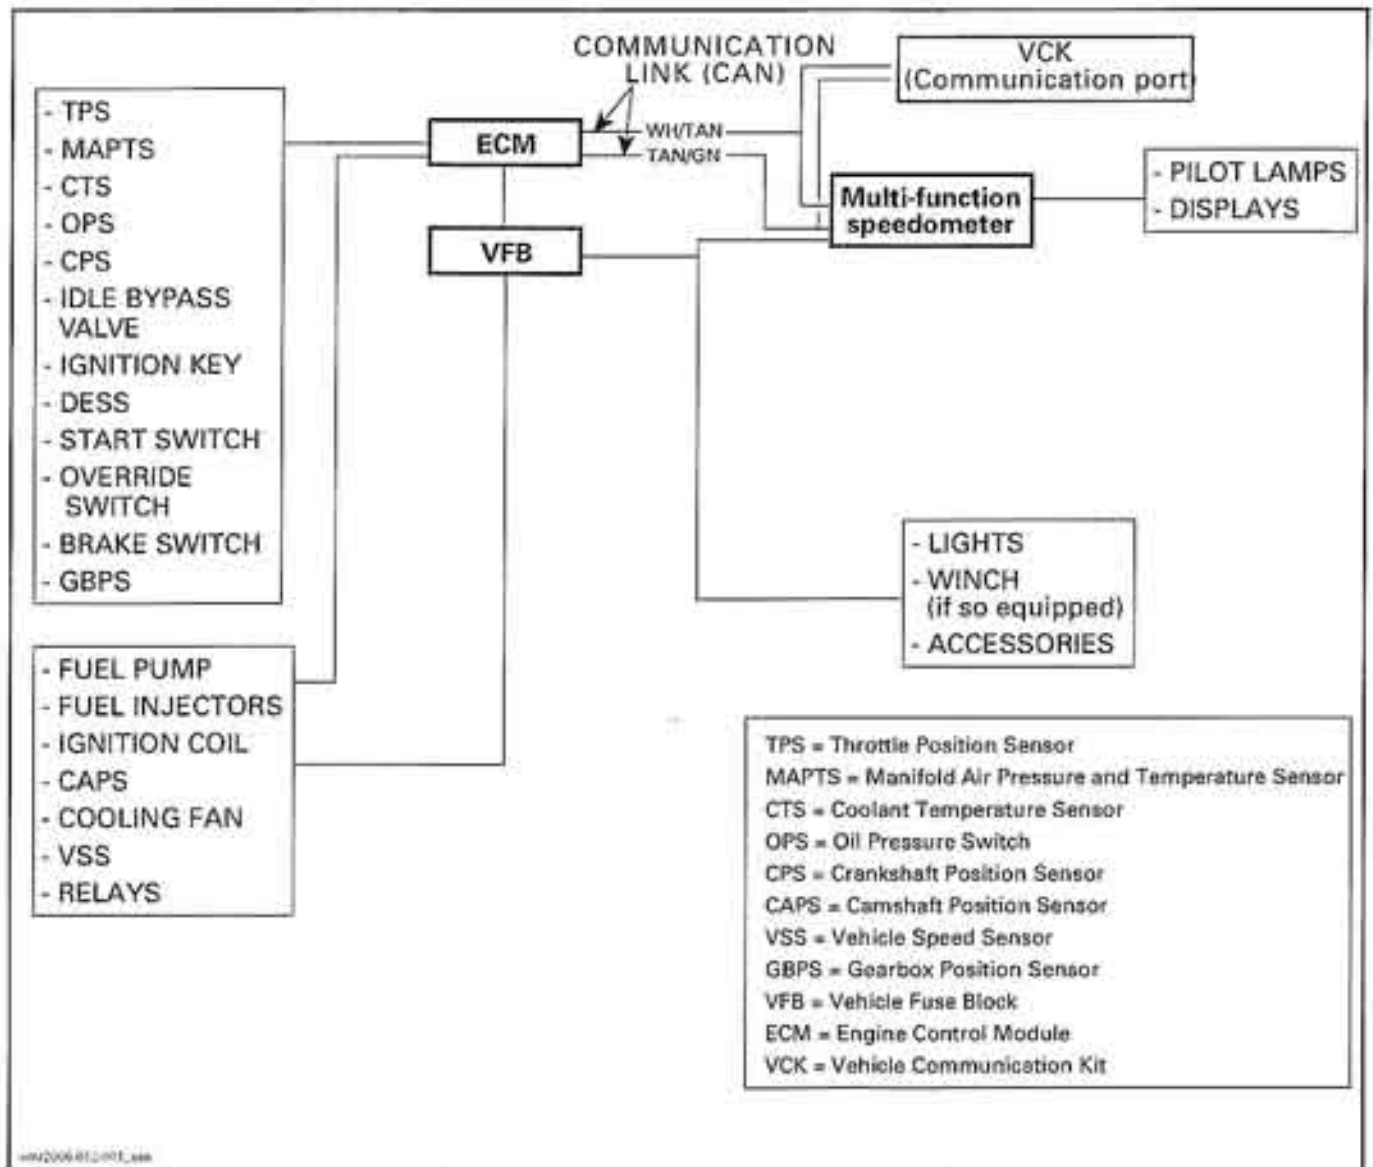 COMMUNICATION
LINK (CAN)
VCK
(Communication port)
- TPS
- MAPTS
- CTS
- OPS
- CPS
- IDLE BYPASS
VALVE
- IGNITION KEY
- DESS
- START SWITCH
- OVERRIDE
SWITCH
- BRAKE SWITCH
- GBPS
ECM
WH/TAN
TAN/GN
VFB
Multi-function
speedometer
- PILOT LAMPS
- DISPLAYS
- FUEL PUMP
- FUEL INJECTORS
- IGNITION COIL
- CAPS
- COOLING FAN
- VSS
- RELAYS
- LIGHTS
- WINCH
(if so equipped)
- ACCESSORIES
TPS = Throttle Position Sensor
MAPTS = Manifold Air Pressure and Temperature Sensor
CTS = Coolant Temperature Sensor
OPS = Oil Pressure Switch
CPS = Crankshaft Position Sensor
CAPS = Camshaft Position Sensor
VSS = Vehicle Speed Sensor
GBPS = Gearbox Position Sensor
VFB = Vehicle Fuse Block
ECM = Engine Control Module
VCK = Vehicle Communication Kit